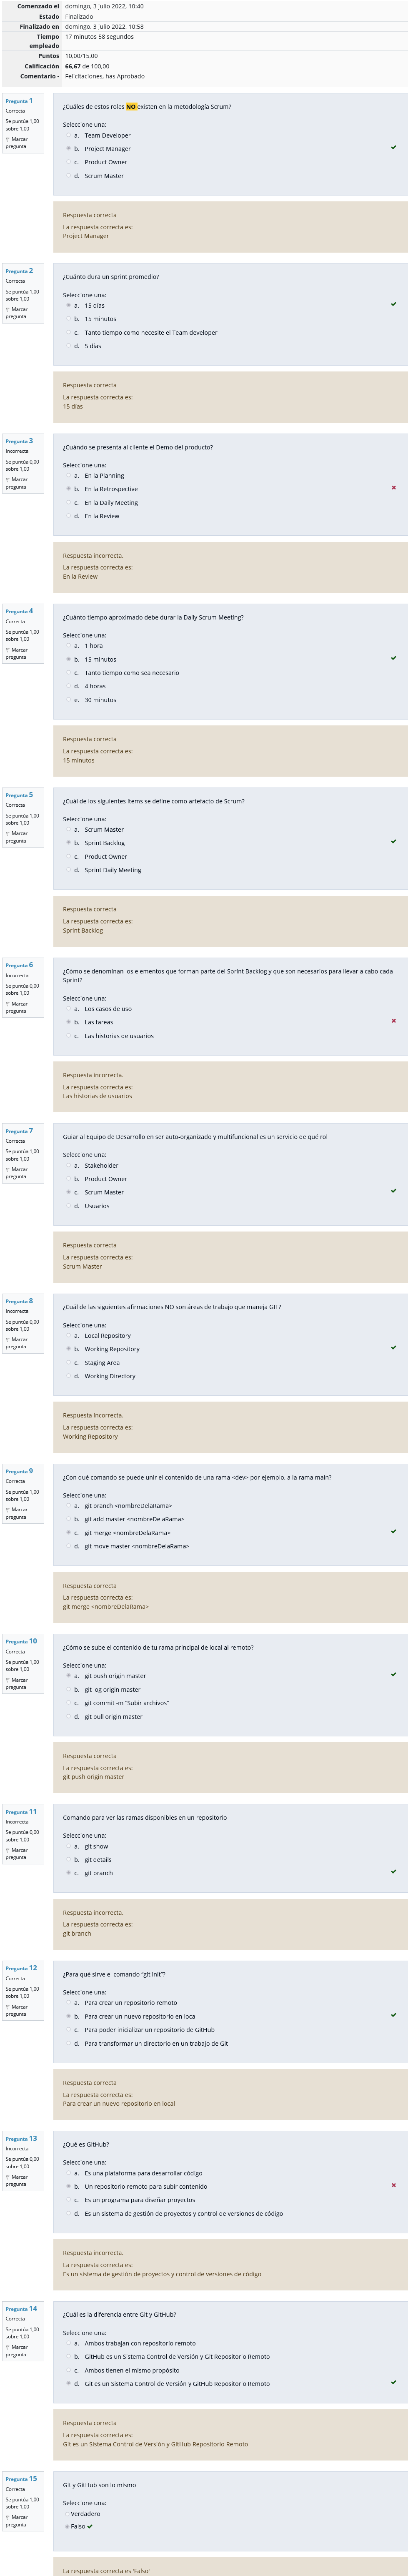 Comenzado el domingo, 3 julio 2022, 10:40
Estado Finalizado
Finalizado en domingo, 3 julio 2022, 10:58
Tiempo empleado 17 minutos 58 segundos
Puntos 10,00/15,00
Calificación 66,67 de 100,00
Comentario - Felicitaciones, has Aprobado
Pregunta 1
Correcta
Se puntúa 1,00
sobre 1,00
Marcar
pregunta
¿Cuáles de estos roles NO existen en la metodología Scrum?
Seleccione una:
a. Team Developer
b. Project Manager
c. Product Owner
d. Scrum Master
Respuesta correcta
La respuesta correcta es:
Project Manager
Pregunta 2
Correcta
Se puntúa 1,00
sobre 1,00
Marcar
pregunta
¿Cuánto dura un sprint promedio?
Seleccione una:
a. 15 días
b. 15 minutos
c. Tanto tiempo como necesite el Team developer
d. 5 días
Respuesta correcta
La respuesta correcta es:
15 días
Pregunta 3
Incorrecta
Se puntúa 0,00
sobre 1,00
Marcar
pregunta
¿Cuándo se presenta al cliente el Demo del producto?
Seleccione una:
a. En la Planning
b. En la Retrospective
c. En la Daily Meeting
d. En la Review
Respuesta incorrecta.
La respuesta correcta es:
En la Review
Pregunta 4
Correcta
Se puntúa 1,00
sobre 1,00
Marcar
pregunta
¿Cuánto tiempo aproximado debe durar la Daily Scrum Meeting?
Seleccione una:
a. 1 hora
b. 15 minutos
c. Tanto tiempo como sea necesario
d. 4 horas
e. 30 minutos
Respuesta correcta
La respuesta correcta es:
15 minutos
Pregunta 5
Correcta
Se puntúa 1,00
sobre 1,00
Marcar
pregunta
¿Cuál de los siguientes ítems se define como artefacto de Scrum?
Seleccione una:
a. Scrum Master
b. Sprint Backlog
c. Product Owner
d. Sprint Daily Meeting
Respuesta correcta
La respuesta correcta es:
Sprint Backlog
Pregunta 6
Incorrecta
Se puntúa 0,00
sobre 1,00
Marcar
pregunta
¿Cómo se denominan los elementos que forman parte del Sprint Backlog y que son necesarios para llevar a cabo cada
Sprint?
Seleccione una:
a. Los casos de uso
b. Las tareas
c. Las historias de usuarios
Respuesta incorrecta.
La respuesta correcta es:
Las historias de usuarios
Pregunta 7
Correcta
Se puntúa 1,00
sobre 1,00
Marcar
pregunta
Guiar al Equipo de Desarrollo en ser auto-organizado y multifuncional es un servicio de qué rol
Seleccione una:
a. Stakeholder
b. Product Owner
c. Scrum Master
d. Usuarios
Respuesta correcta
La respuesta correcta es:
Scrum Master
Pregunta 8
Incorrecta
Se puntúa 0,00
sobre 1,00
Marcar
pregunta
¿Cuál de las siguientes afirmaciones NO son áreas de trabajo que maneja GIT?
Seleccione una:
a. Local Repository
b. Working Repository
c. Staging Area
d. Working Directory
Respuesta incorrecta.
La respuesta correcta es:
Working Repository
Pregunta 9
Correcta
Se puntúa 1,00
sobre 1,00
Marcar
pregunta
¿Con qué comando se puede unir el contenido de una rama <dev> por ejemplo, a la rama main?
Seleccione una:
a. git branch <nombreDelaRama>
b. git add master <nombreDelaRama>
c. git merge <nombreDelaRama>
d. git move master <nombreDelaRama>
Respuesta correcta
La respuesta correcta es:
git merge <nombreDelaRama>
Pregunta 10
Correcta
Se puntúa 1,00
sobre 1,00
Marcar
pregunta
¿Cómo se sube el contenido de tu rama principal de local al remoto?
Seleccione una:
a. git push origin master
b. git log origin master
c. git commit -m “Subir archivos”
d. git pull origin master
Respuesta correcta
La respuesta correcta es:
git push origin master
Pregunta 11
Incorrecta
Se puntúa 0,00
sobre 1,00
Marcar
pregunta
Comando para ver las ramas disponibles en un repositorio
Seleccione una:
a. git show
b. git details
c. git branch
Respuesta incorrecta.
La respuesta correcta es:
git branch
Pregunta 12
Correcta
Se puntúa 1,00
sobre 1,00
Marcar
pregunta
¿Para qué sirve el comando “git init”?
Seleccione una:
a. Para crear un repositorio remoto
b. Para crear un nuevo repositorio en local
c. Para poder inicializar un repositorio de GitHub
d. Para transformar un directorio en un trabajo de Git
Respuesta correcta
La respuesta correcta es:
Para crear un nuevo repositorio en local
Pregunta 13
Incorrecta
Se puntúa 0,00
sobre 1,00
Marcar
pregunta
¿Qué es GitHub?
Seleccione una:
a. Es una plataforma para desarrollar código
b. Un repositorio remoto para subir contenido
c. Es un programa para diseñar proyectos
d. Es un sistema de gestión de proyectos y control de versiones de código
Respuesta incorrecta.
La respuesta correcta es:
Es un sistema de gestión de proyectos y control de versiones de código
Pregunta 14
Correcta
Se puntúa 1,00
sobre 1,00
Marcar
pregunta
¿Cuál es la diferencia entre Git y GitHub?
Seleccione una:
a. Ambos trabajan con repositorio remoto
b. GitHub es un Sistema Control de Versión y Git Repositorio Remoto
c. Ambos tienen el mismo propósito
d. Git es un Sistema Control de Versión y GitHub Repositorio Remoto
Respuesta correcta
La respuesta correcta es:
Git es un Sistema Control de Versión y GitHub Repositorio Remoto
Pregunta 15
Correcta
Se puntúa 1,00
sobre 1,00
Marcar
pregunta
Git y GitHub son lo mismo
Seleccione una:
Verdadero
Falso
La respuesta correcta es 'Falso'